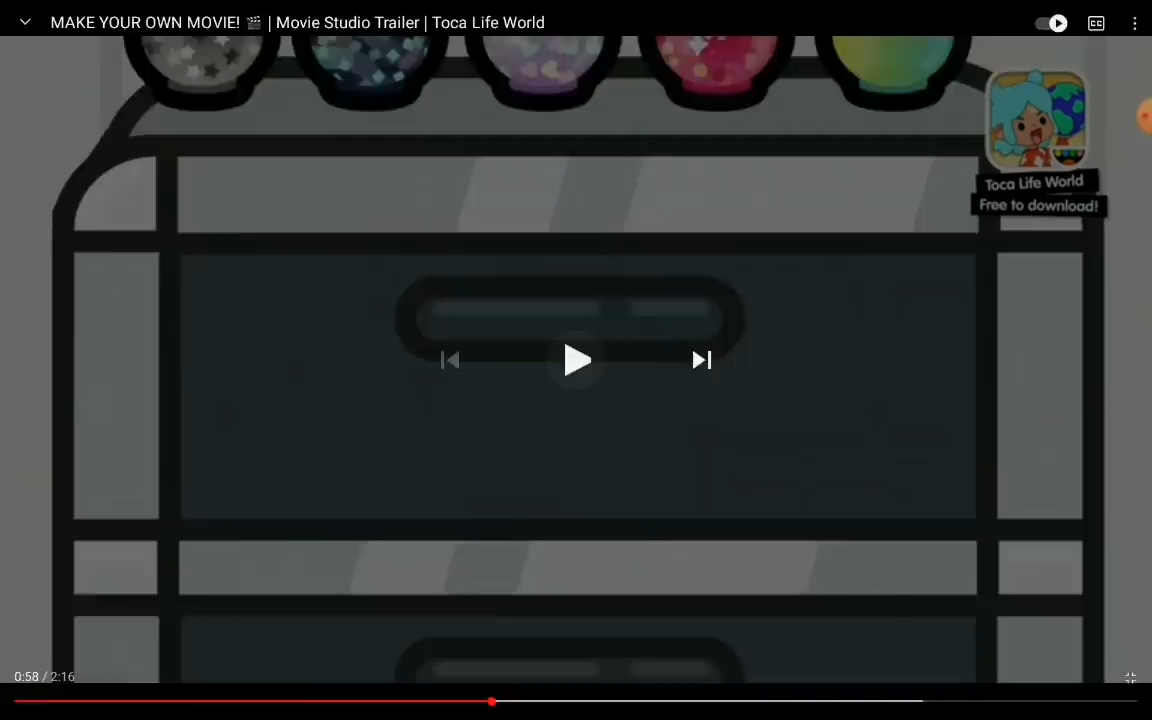 MAKE YOUR OWN MOVIE! 🎬 | Movie Studio Trailer | Toca Life World
CC
Toca Life World
Free to download!
0:58 / 2:16